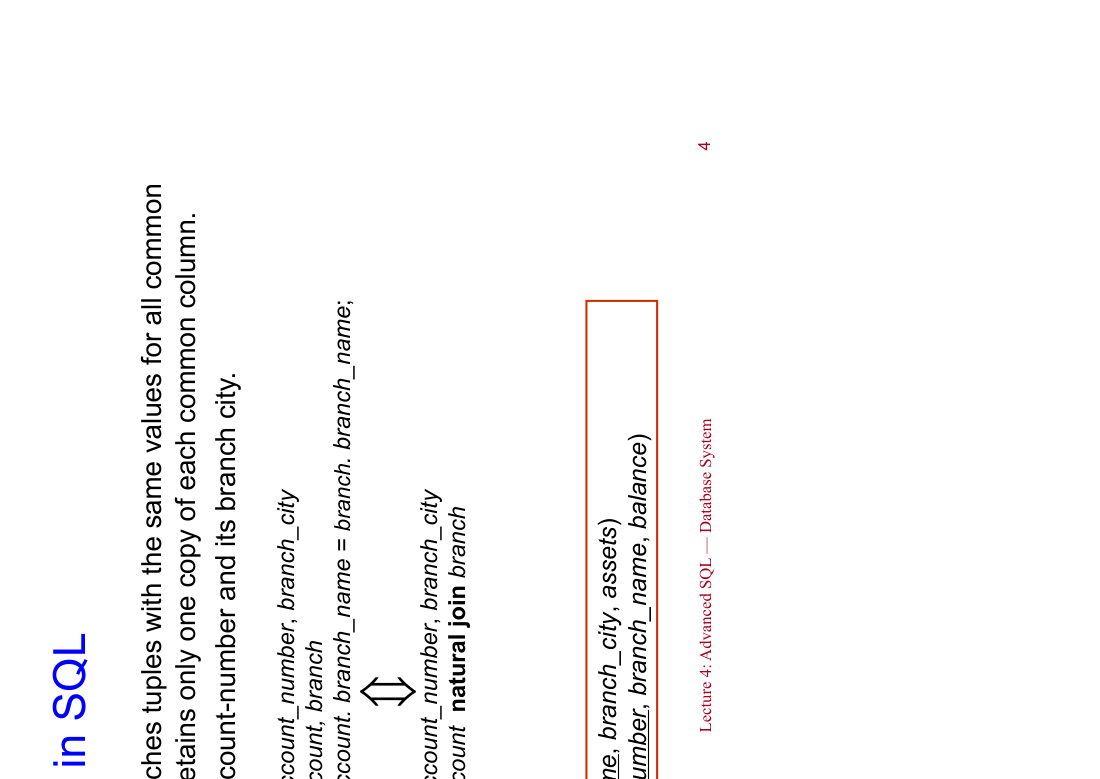 in SQL
ches tuples with the same values for all common
etains only one copy of each common column.
count-number and its branch city.
ccount_number, branch_city
count, branch
ccount. branch_name = branch. branch_name;
ccount_number, branch_city
count natural join branch
me, branch_city, assets)
umber, branch_name, balance)
Lecture 4: Advanced SQL — Database System
4